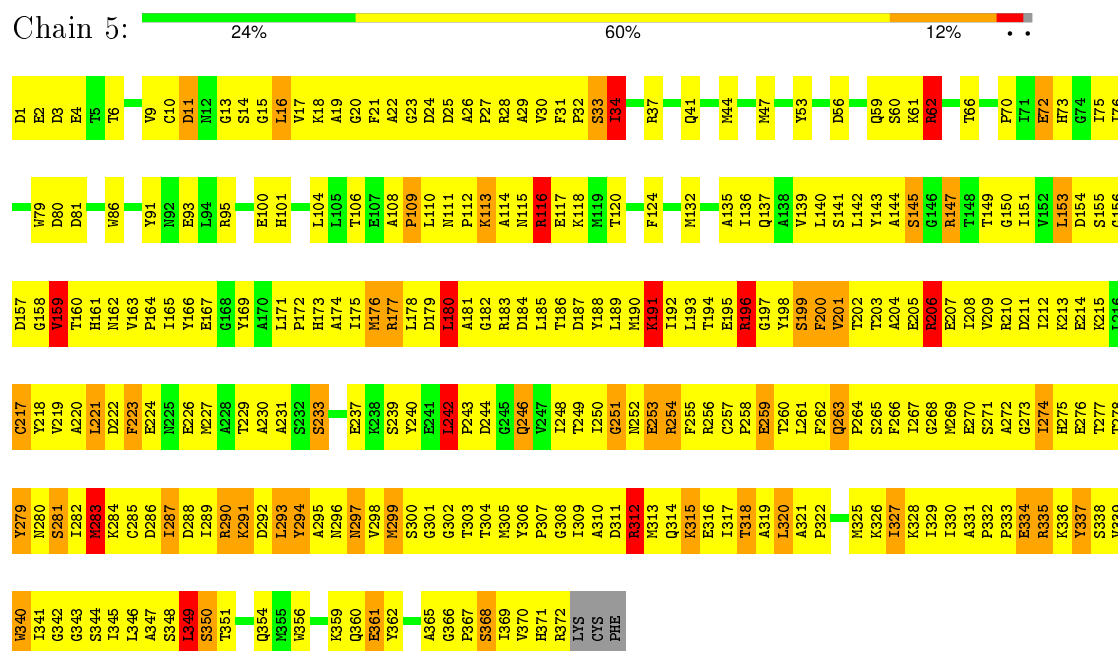 Chain 5:
24% 60% 12% • •
D1 E2 D3 E4 T5 T6 V9 C10 D11 N12 G13 S14 G15 L16 V17 K18 A19 G20 F21 A22 G23 D24 D25 A26 P27 R28 A29 V30 F31 P32 S33 I34 R37 Q41 M44 M47 Y53 D56 Q59 S60 K61 R62 T66 P70 I71 E72 H73 G74 I75 I76
W79 D80 D81 W86 Y91 N92 E93 L94 R95 E100 H101 L104 L105 T106 E107 A108 P109 L110 N111 P112 K113 A114 N115 R116 E117 K118 M119 T120 F124 M132 A135 I136 Q137 A138 V139 L140 S141 L142 Y143 A144 S145 G146 R147 T148 T149 G150 I151 V152 L153 D154 S155 G156
D157 G158 V159 T160 H161 N162 V163 P164 I165 Y166 E167 G168 Y169 A170 L171 P172 H173 A174 I175 M176 R177 L178 D179 L180 A181 G182 R183 D184 L185 T186 D187 Y188 L189 M190 K191 I192 L193 T194 E195 R196 G197 Y198 S199 F200 V201 T202 T203 A204 E205 R206 E207 I208 V209 R210 D211 I212 K213 E214 K215 L216
C217 Y218 V219 A220 L221 D222 F223 E224 N225 E226 M227 A228 T229 A230 A231 S232 S233 E237 K238 S239 Y240 E241 L242 P243 D244 G245 Q246 V247 I248 T249 I250 G251 N252 E253 R254 F255 R256 C257 P258 E259 T260 L261 F262 Q263 P264 S265 F266 I267 G268 M269 E270 S271 A272 G273 I274 H275 E276 T277 T278
Y279 N280 S281 I282 M283 K284 C285 D286 I287 D288 I289 R290 K291 D292 L293 Y294 A295 N296 N297 V298 M299 S300 G301 G302 T303 T304 M305 Y306 P307 G308 I309 A310 D311 R312 M313 Q314 K315 E316 I317 T318 A319 L320 A321 P322 M325 K326 I327 K328 I329 I330 A331 P332 P333 E334 R335 K336 Y337 S338 V339
W340 I341 G342 G343 S344 I345 L346 A347 S348 L349 S350 T351 Q354 M355 W356 K359 Q360 E361 Y362 A365 G366 P367 S368 I369 V370 H371 R372 LYS CYS PHE